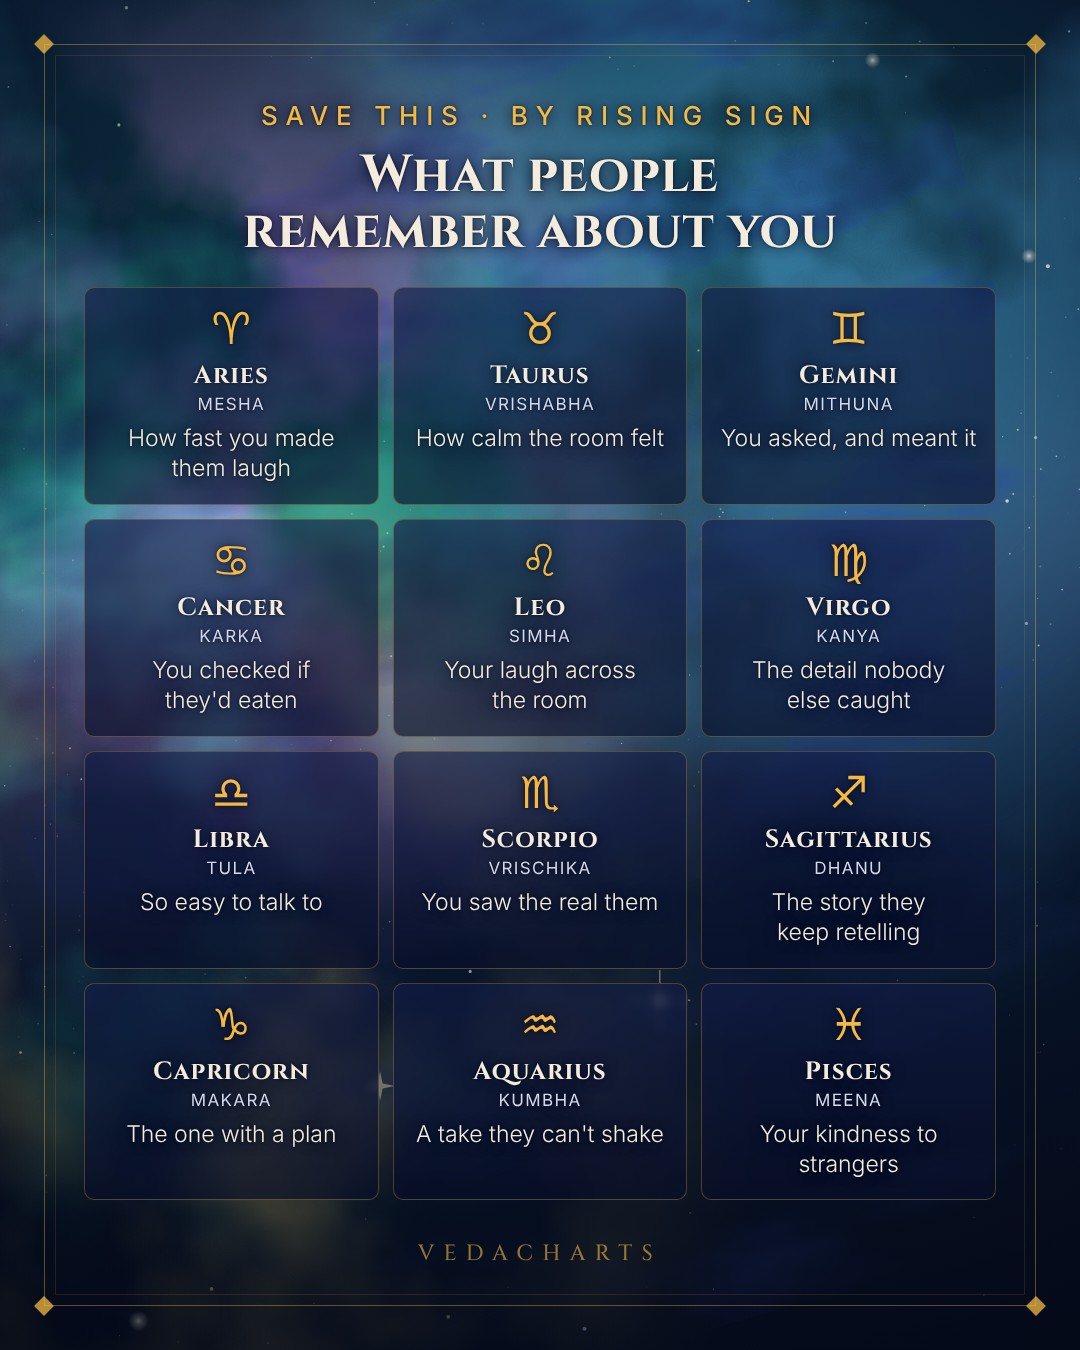 SAVE THIS · BY RISING SIGN
WHAT PEOPLE
REMEMBER ABOUT YOU
♈
ARIES
MESHA
How fast you made
them laugh
♉
TAURUS
VRISHABHA
How calm the room felt
♊
GEMINI
MITHUNA
You asked, and meant it
♋
CANCER
KARKA
You checked if
they'd eaten
♌
LEO
SIMHA
Your laugh across
the room
♍
VIRGO
KANYA
The detail nobody
else caught
♎
LIBRA
TULA
So easy to talk to
♏
SCORPIO
VRISCHIKA
You saw the real them
♐
SAGITTARIUS
DHANU
The story they
keep retelling
♑
CAPRICORN
MAKARA
The one with a plan
♒
AQUARIUS
KUMBHA
A take they can't shake
♓
PISCES
MEENA
Your kindness to
strangers
VEDACHARTS